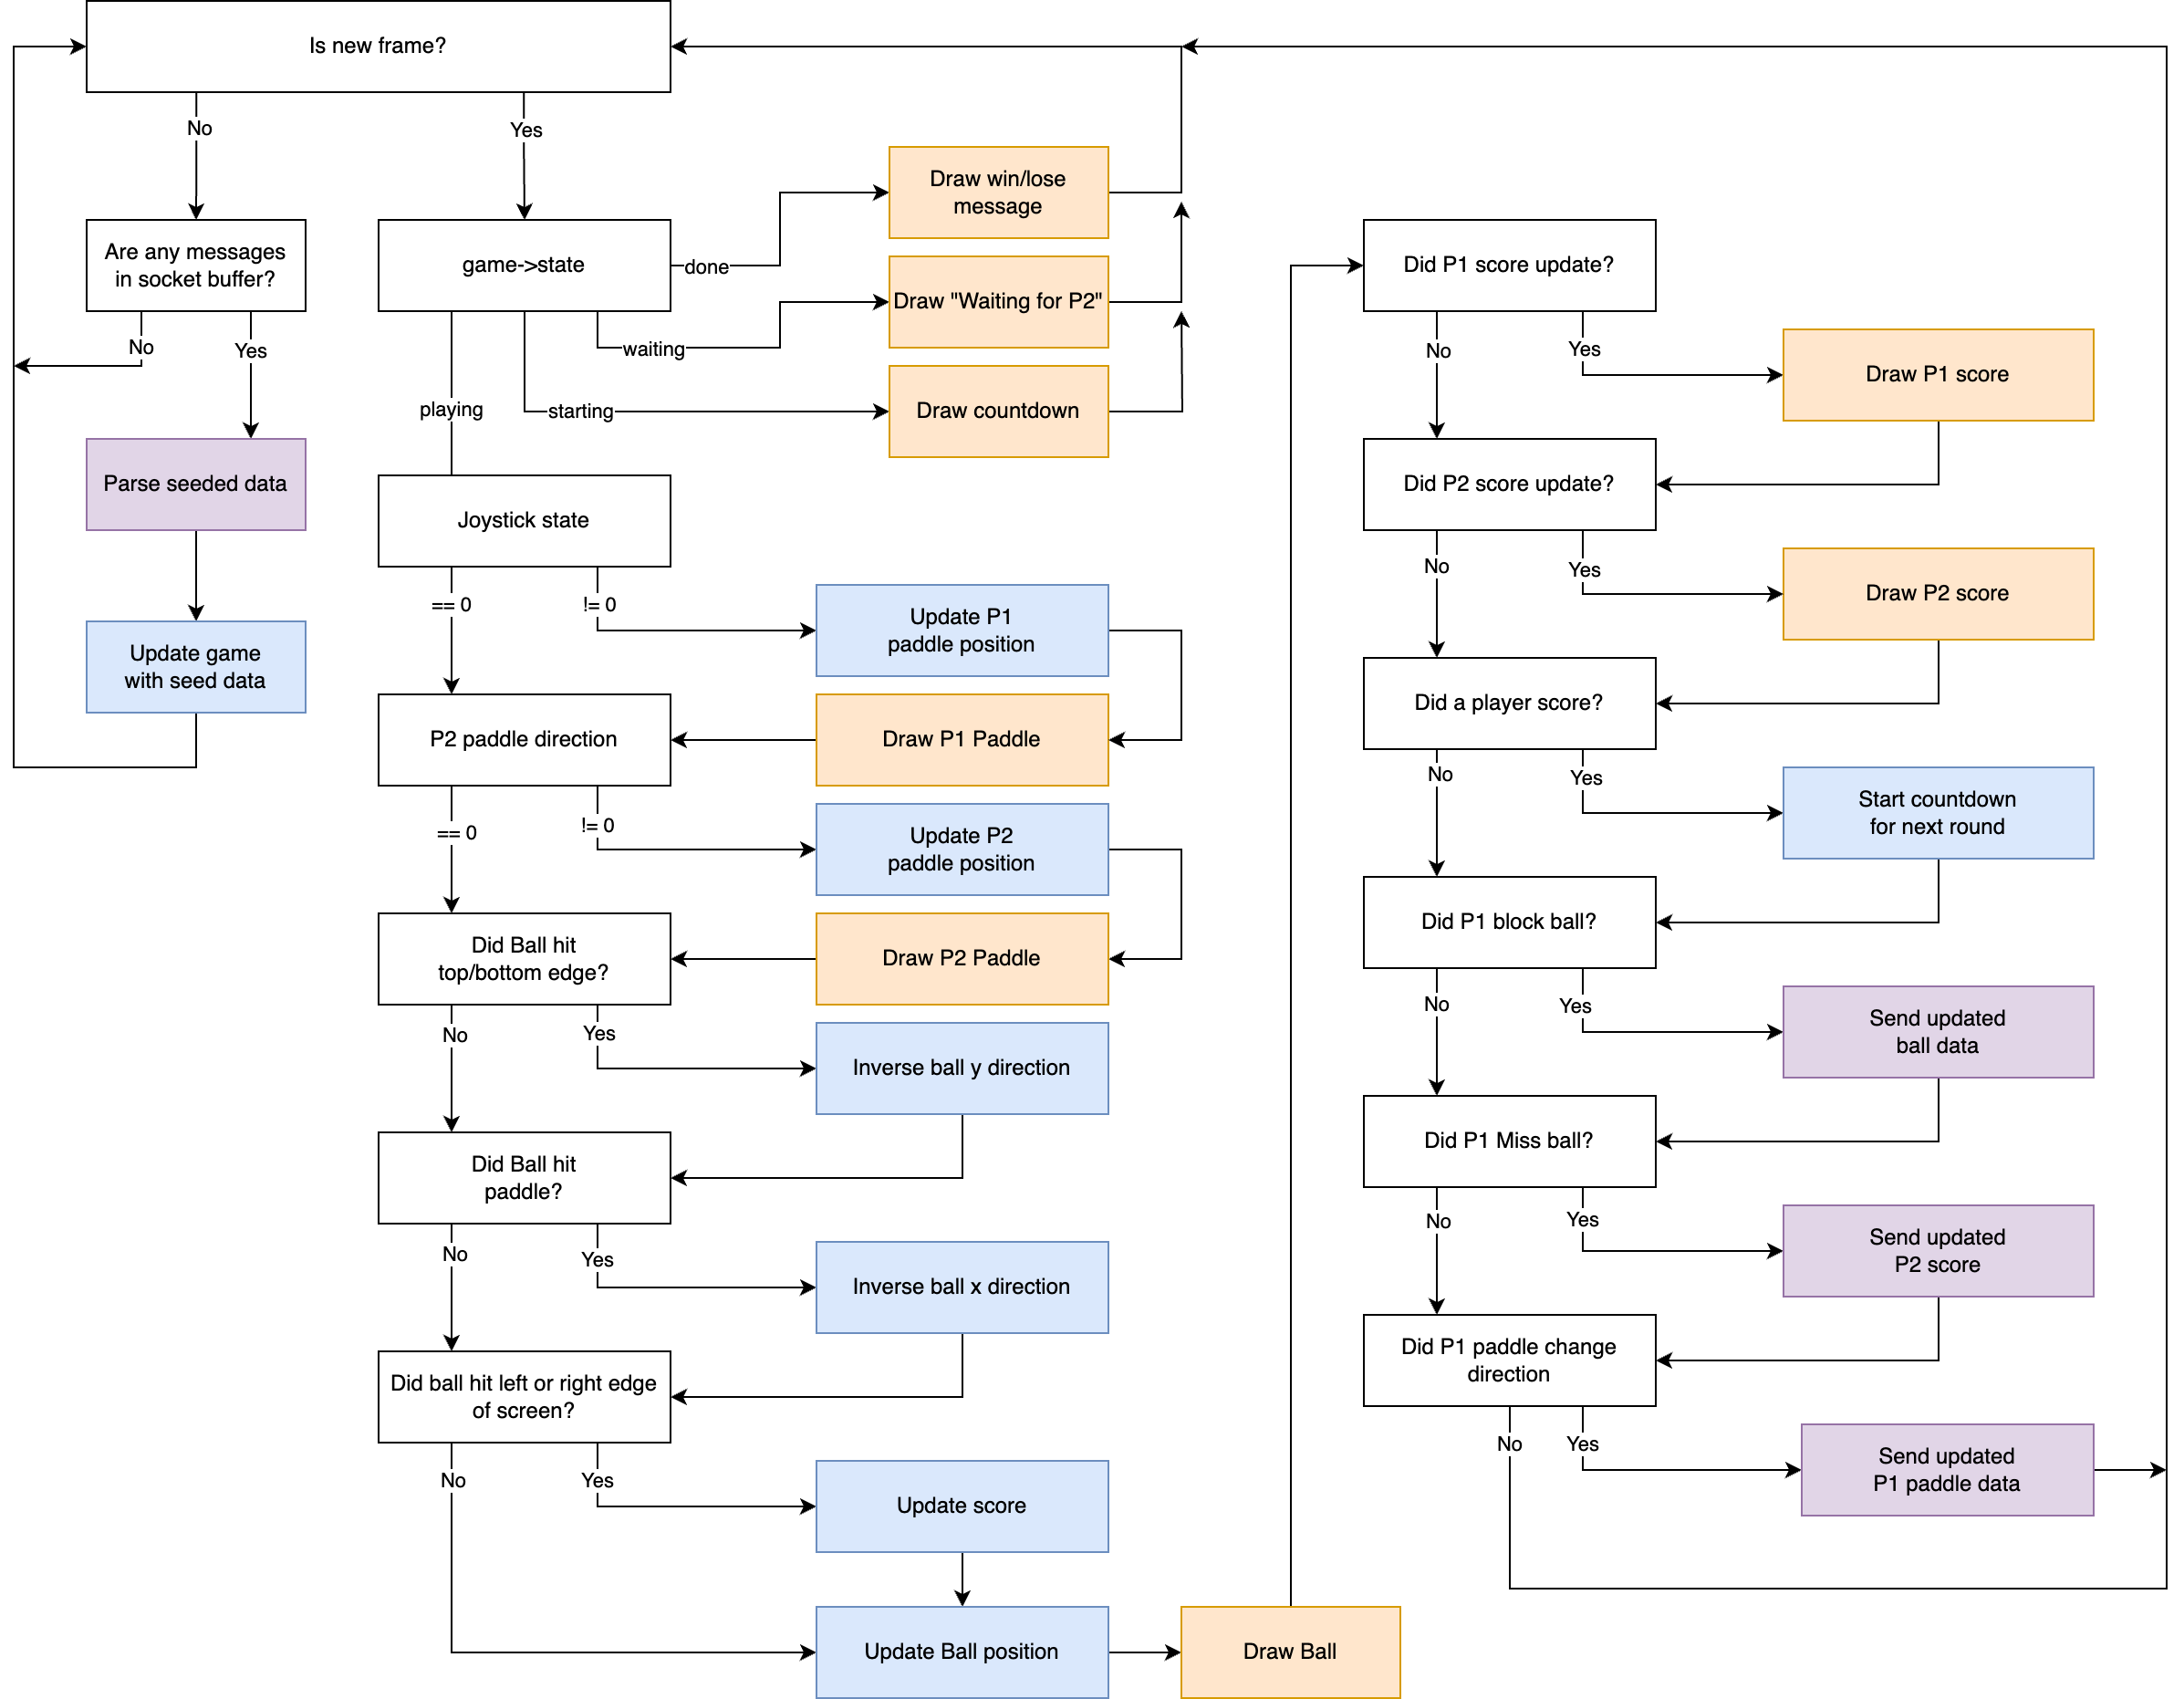 Is new frame?
No
Yes
Are any messages
in socket buffer?
No
Yes
Parse seeded data
Update game
with seed data
game->state
done
waiting
starting
playing
Draw win/lose
message
Draw "Waiting for P2"
Draw countdown
Joystick state
== 0
!= 0
Update P1
paddle position
Draw P1 Paddle
P2 paddle direction
== 0
!= 0
Update P2
paddle position
Draw P2 Paddle
Did Ball hit
top/bottom edge?
No
Yes
Inverse ball y direction
Did Ball hit
paddle?
No
Yes
Inverse ball x direction
Did ball hit left or right edge
of screen?
No
Yes
Update score
Update Ball position
Draw Ball
Did P1 score update?
No
Yes
Draw P1 score
Did P2 score update?
No
Yes
Draw P2 score
Did a player score?
No
Yes
Start countdown
for next round
Did P1 block ball?
No
Yes
Send updated
ball data
Did P1 Miss ball?
No
Yes
Send updated
P2 score
Did P1 paddle change
direction
No
Yes
Send updated
P1 paddle data